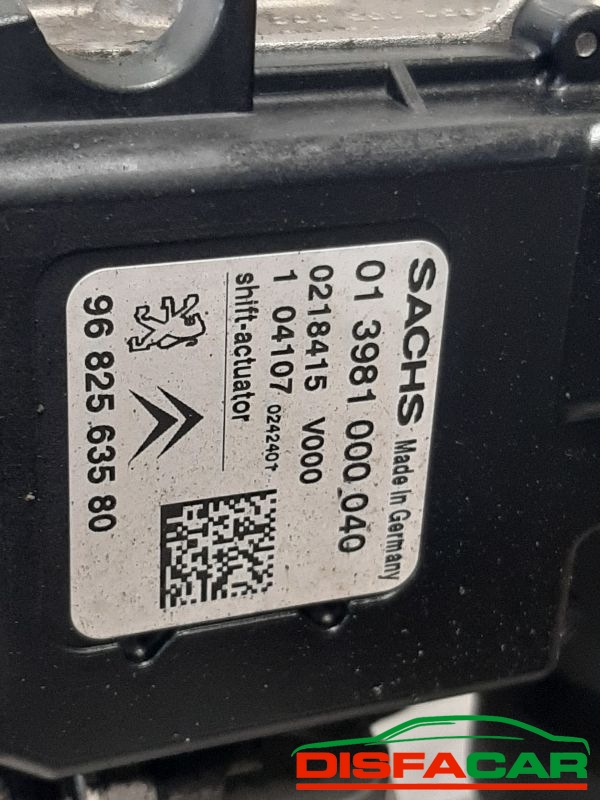 SACHS Made in Germany
01 3981 000 040
0218415 V000
1 04107 0242401
shift-actuator
96 825 635 80
DISFACAR